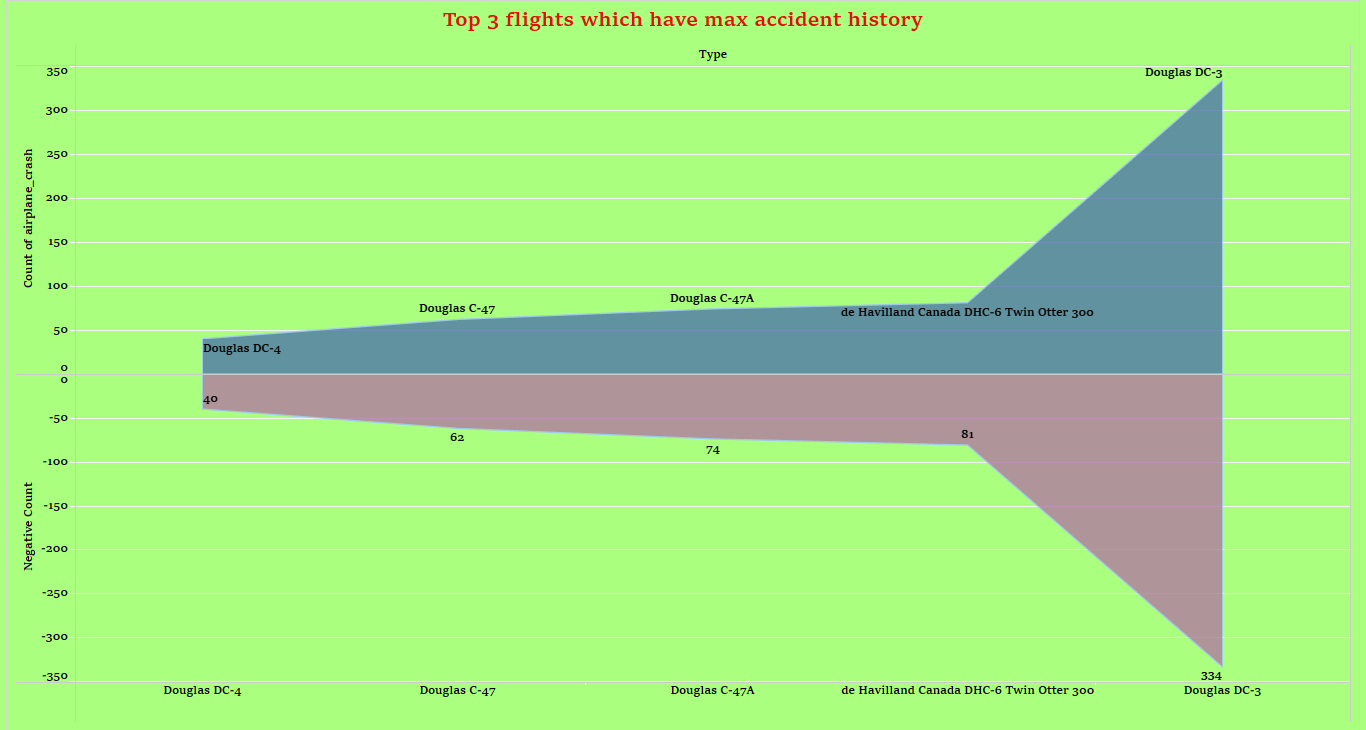 Top 3 flights which have max accident history
Type
Count of airplane_crash
350
300
250
200
150
100
50
0
Douglas DC-4
Douglas C-47
Douglas C-47A
de Havilland Canada DHC-6 Twin Otter 300
Douglas DC-3
Negative Count
0
-50
-100
-150
-200
-250
-300
-350
40
62
74
81
334
Douglas DC-4
Douglas C-47
Douglas C-47A
de Havilland Canada DHC-6 Twin Otter 300
Douglas DC-3